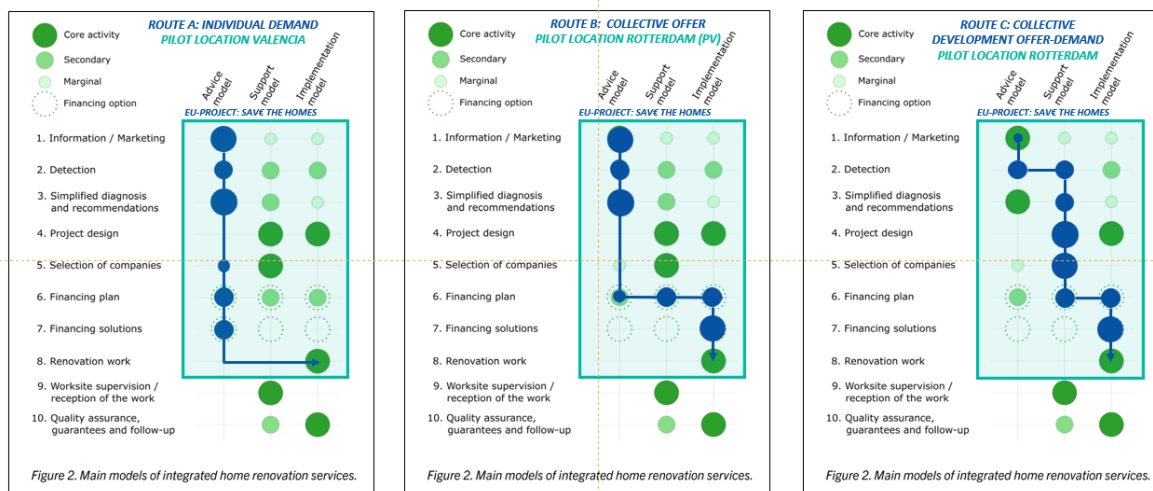 ROUTE A: INDIVIDUAL DEMAND
PILOT LOCATION VALENCIA
Core activity
Secondary
Marginal
Financing option
Advice model
Support model
Implementation model
EU-PROJECT: SAV€ THE HOMES
1. Information / Marketing
2. Detection
3. Simplified diagnosis
and recommendations
4. Project design
5. Selection of companies
6. Financing plan
7. Financing solutions
8. Renovation work
9. Worksite supervision /
reception of the work
10. Quality assurance,
guarantees and follow-up
Figure 2. Main models of integrated home renovation services.
ROUTE B: COLLECTIVE OFFER
PILOT LOCATION ROTTERDAM (PV)
Core activity
Secondary
Marginal
Financing option
Advice model
Support model
Implementation model
EU-PROJECT: SAV€ THE HOMES
1. Information / Marketing
2. Detection
3. Simplified diagnosis
and recommendations
4. Project design
5. Selection of companies
6. Financing plan
7. Financing solutions
8. Renovation work
9. Worksite supervision /
reception of the work
10. Quality assurance,
guarantees and follow-up
Figure 2. Main models of integrated home renovation services.
ROUTE C: COLLECTIVE
DEVELOPMENT OFFER-DEMAND
PILOT LOCATION ROTTERDAM
Core activity
Secondary
Marginal
Financing option
Advice model
Support model
Implementation model
EU-PROJECT: SAV€ THE HOMES
1. Information / Marketing
2. Detection
3. Simplified diagnosis
and recommendations
4. Project design
5. Selection of companies
6. Financing plan
7. Financing solutions
8. Renovation work
9. Worksite supervision /
reception of the work
10. Quality assurance,
guarantees and follow-up
Figure 2. Main models of integrated home renovation services.